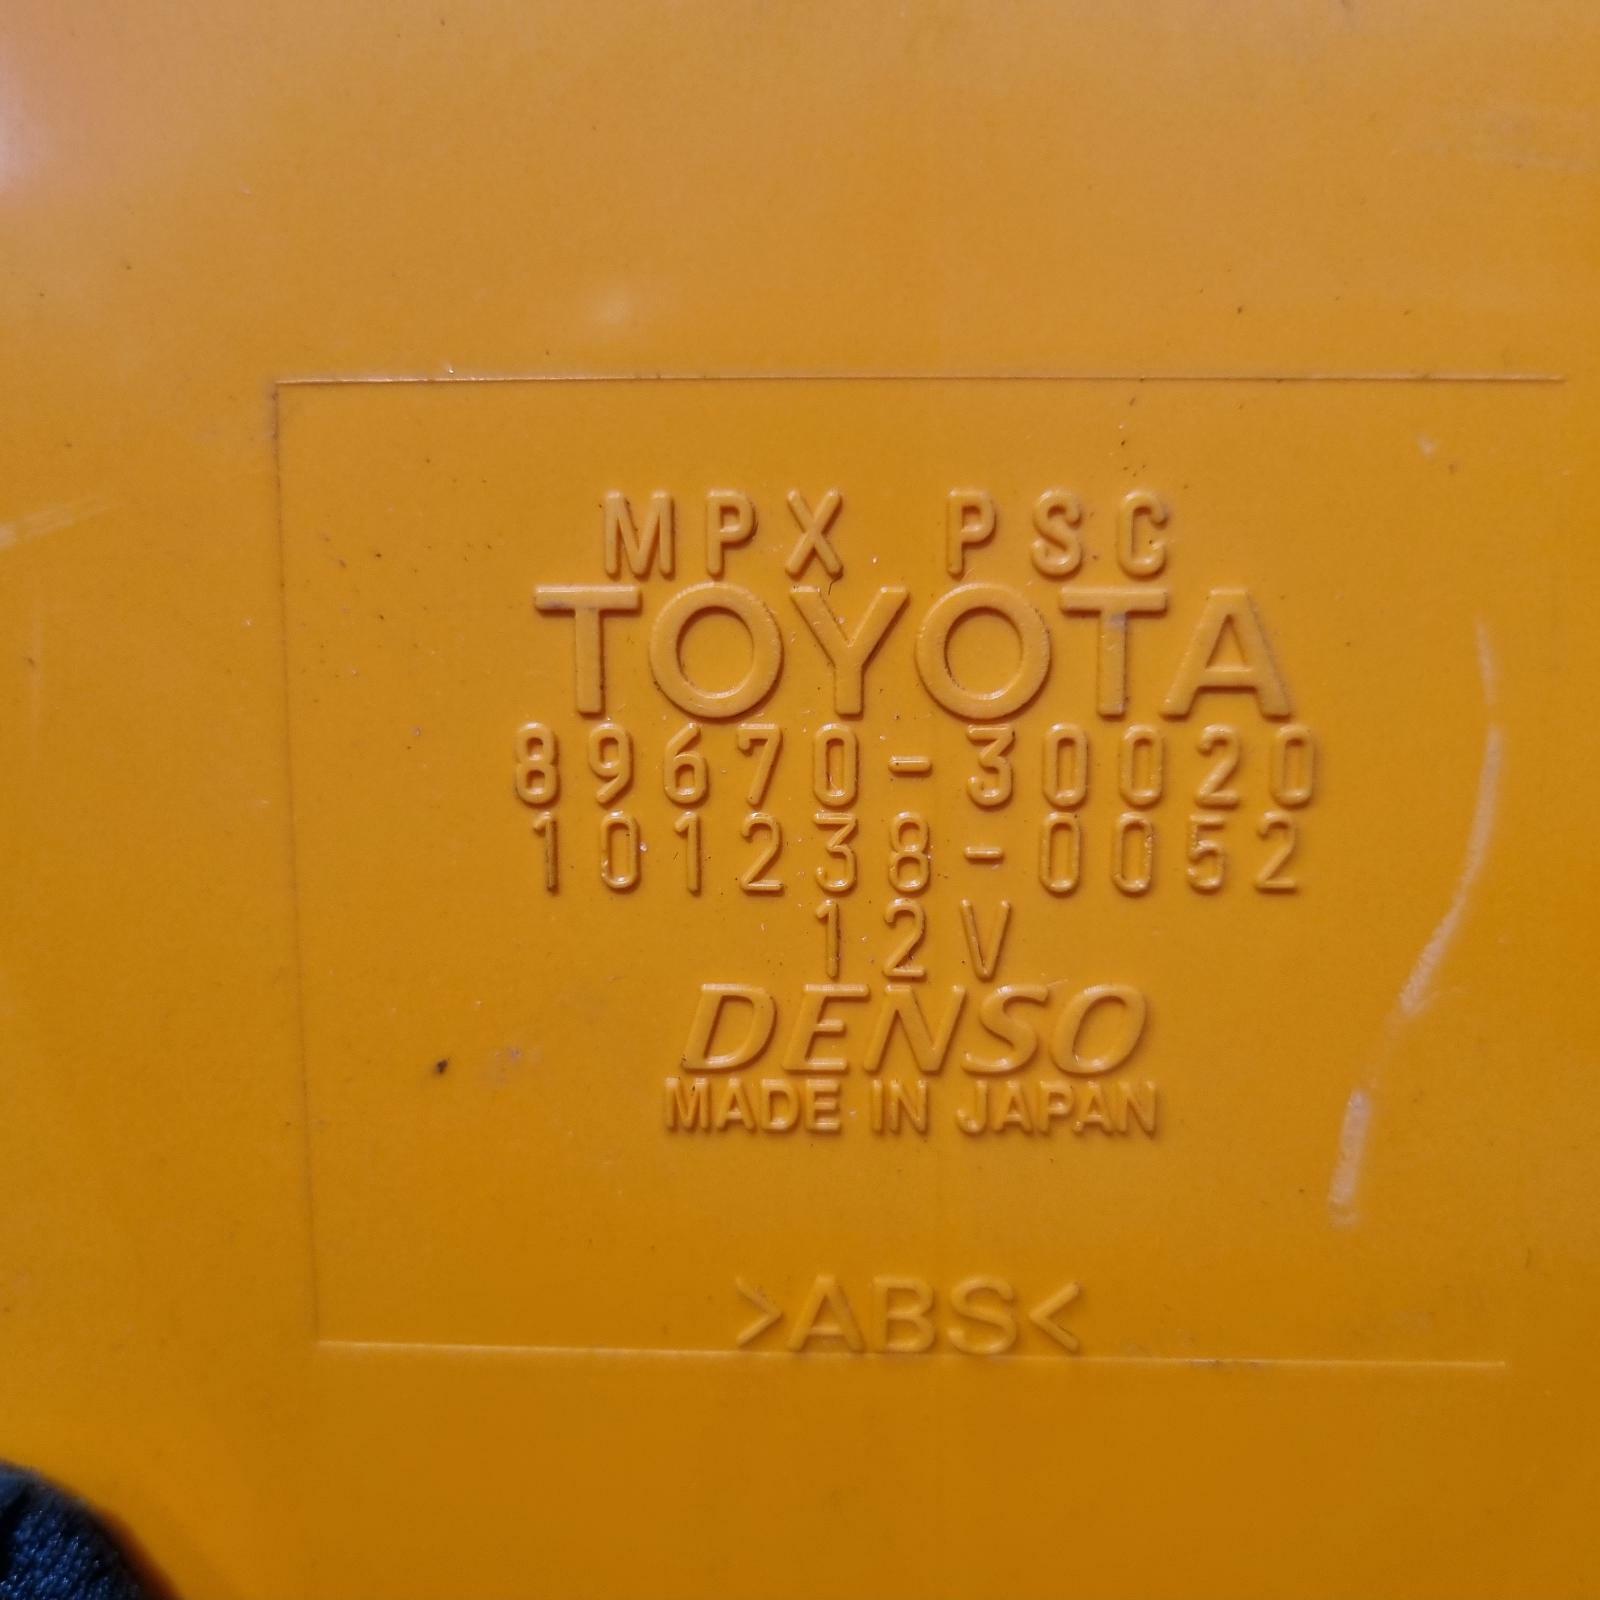 MPX PSC
TOYOTA
89670-30020
101238-0052
12V
DENSO
MADE IN JAPAN
>ABS<